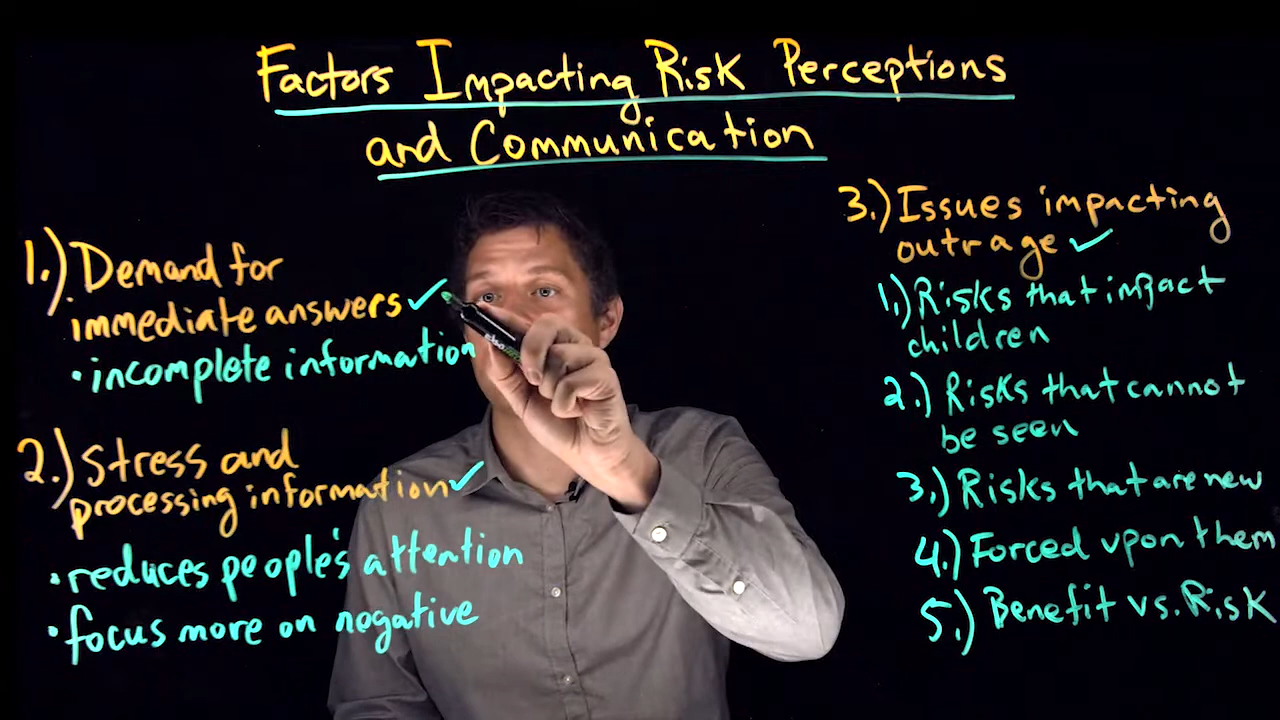 Factors Impacting Risk Perceptions
and Communication
1.) Demand for
immediate answers ✓
• incomplete information
2.) Stress and
processing information ✓
• reduces people's attention
• focus more on negative
3.) Issues impacting
outrage ✓
1.) Risks that impact
children
2.) Risks that cannot
be seen
3.) Risks that are new
4.) Forced upon them
5.) Benefit vs. Risk